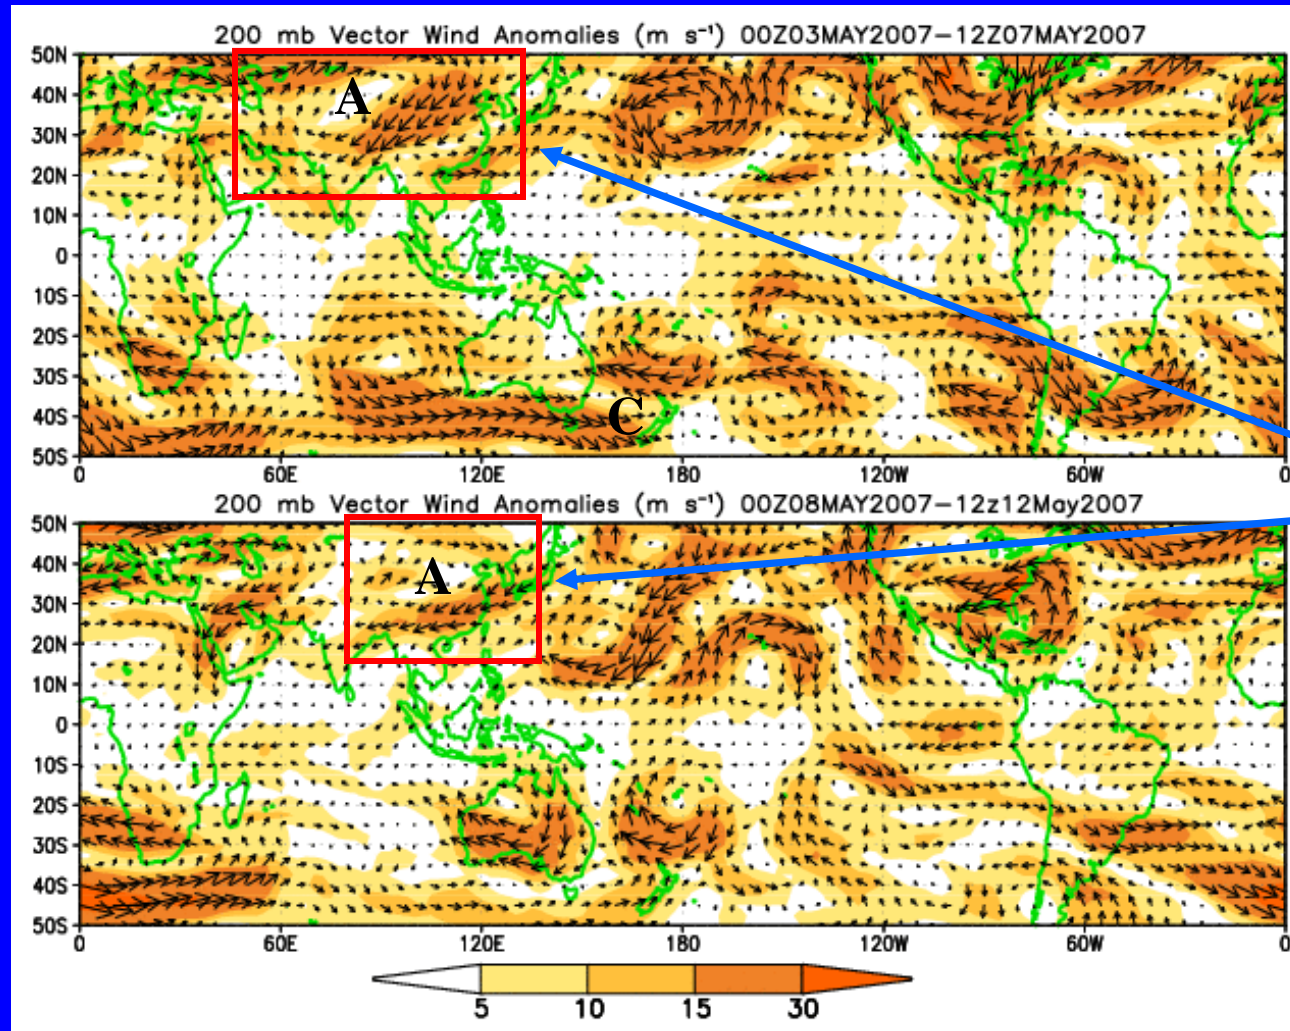 200 mb Vector Wind Anomalies (m s⁻¹) 00Z03MAY2007–12Z07MAY2007
50N
A
40N
30N
20N
10N
0
10S
20S
30S
40S
C
50S
0 60E 120E 180 120W 60W 0
200 mb Vector Wind Anomalies (m s⁻¹) 00Z08MAY2007–12z12May2007
50N
40N
A
30N
20N
10N
0
10S
20S
30S
40S
50S
0 60E 120E 180 120W 60W 0
5 10 15 30